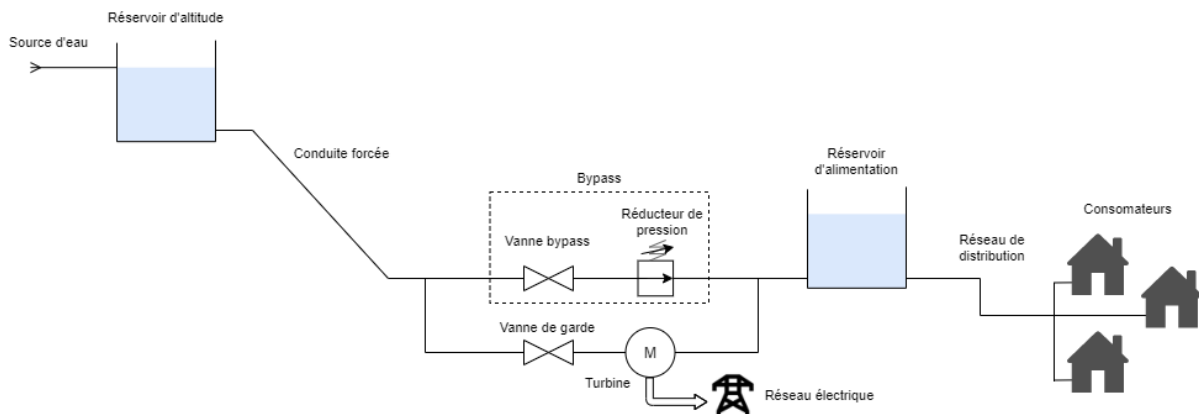 Réservoir d'altitude
Source d'eau
Conduite forcée
Bypass
Réducteur de
pression
Vanne bypass
Vanne de garde
M
Turbine
Réseau électrique
Réservoir
d'alimentation
Réseau de
distribution
Consomateurs